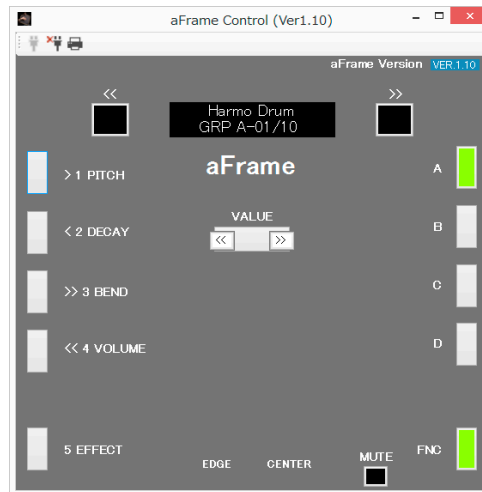 aFrame Control (Ver1.10)
aFrame Version VER.1.10
<< >>
Harmo Drum
GRP A-01/10
aFrame
> 1 PITCH
A
VALUE
< 2 DECAY
B
<< >>
>> 3 BEND
C
<< 4 VOLUME
D
5 EFFECT
EDGE CENTER MUTE FNC